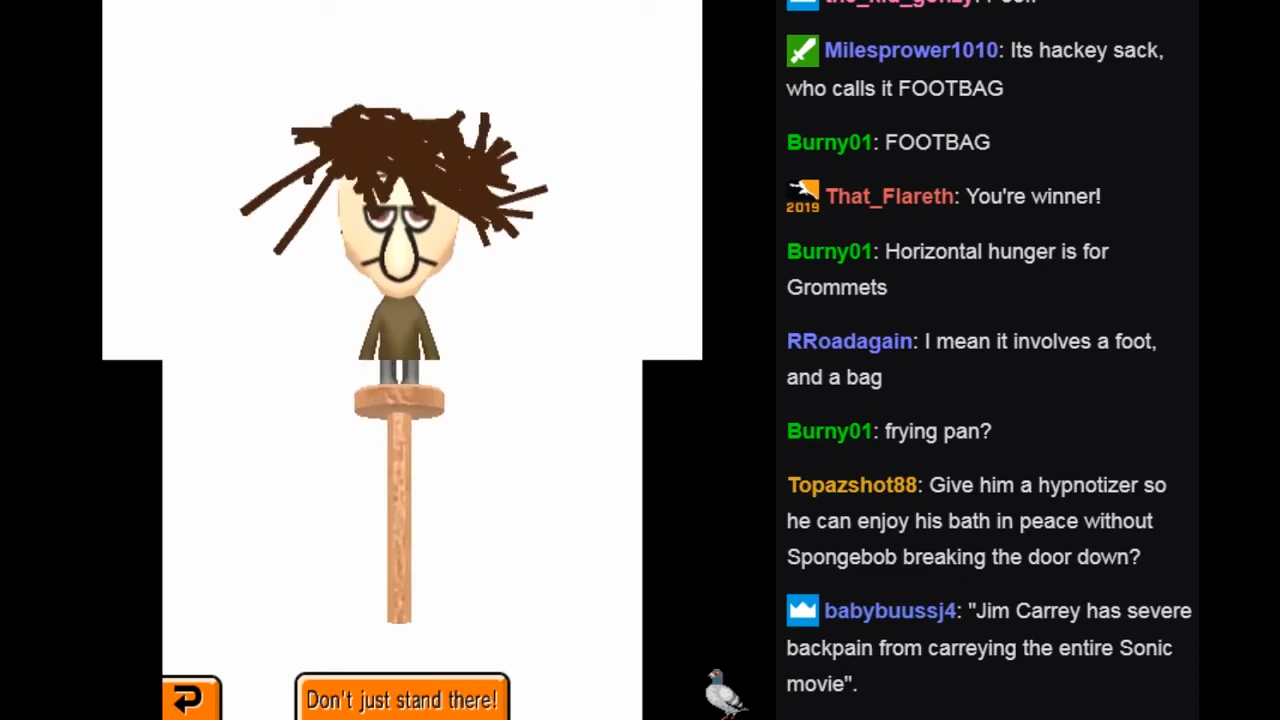 Milesprower1010: Its hackey sack,
who calls it FOOTBAG
Burny01: FOOTBAG
2019 That_Flareth: You're winner!
Burny01: Horizontal hunger is for
Grommets
RRoadagain: I mean it involves a foot,
and a bag
Burny01: frying pan?
Topazshot88: Give him a hypnotizer so
he can enjoy his bath in peace without
Spongebob breaking the door down?
babybuussj4: "Jim Carrey has severe
backpain from carreying the entire Sonic
movie".
Don't just stand there!